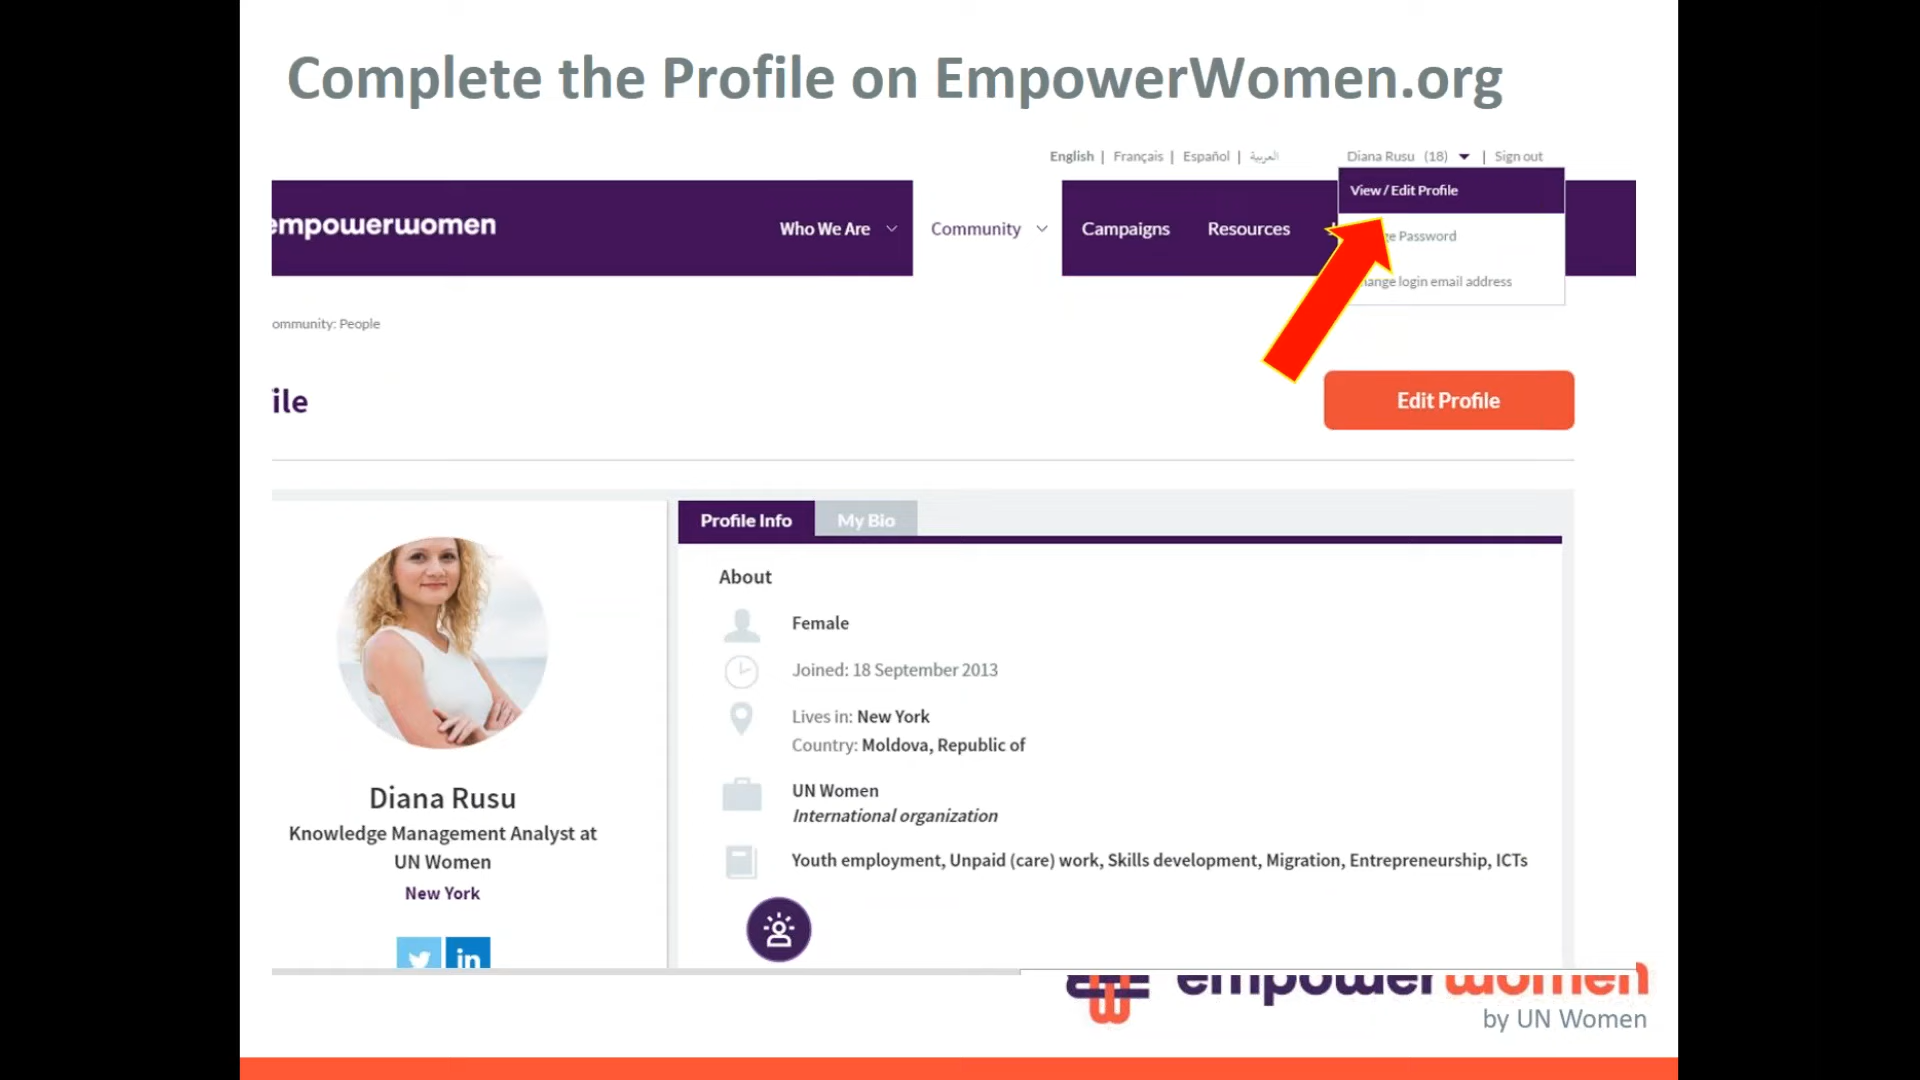 Complete the Profile on EmpowerWomen.org
English | Français | Español | العربية
Diana Rusu (18) | Sign out
View / Edit Profile
empowerwomen
Who We Are
Community
Campaigns
Resources
ge Password
hange login email address
ommunity: People
ile
Edit Profile
Profile Info
My Bio
About
Female
Joined: 18 September 2013
Lives in: New York
Country: Moldova, Republic of
UN Women
International organization
Youth employment, Unpaid (care) work, Skills development, Migration, Entrepreneurship, ICTs
Diana Rusu
Knowledge Management Analyst at
UN Women
New York
in
empowerwomen
by UN Women